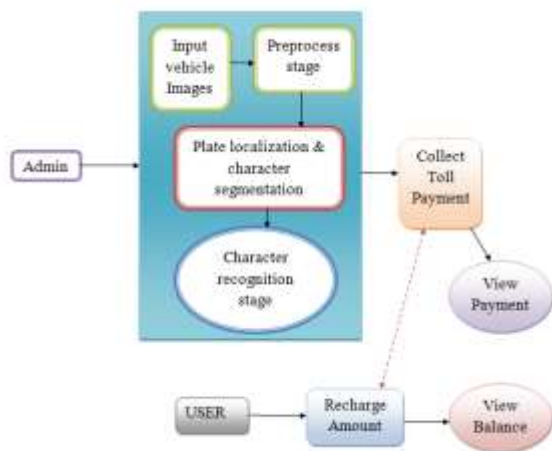 Input
vehicle
Images
Preprocess
stage
Plate localization &
character
segmentation
Admin
Collect
Toll
Payment
Character
recognition
stage
View
Payment
USER
Recharge
Amount
View
Balance